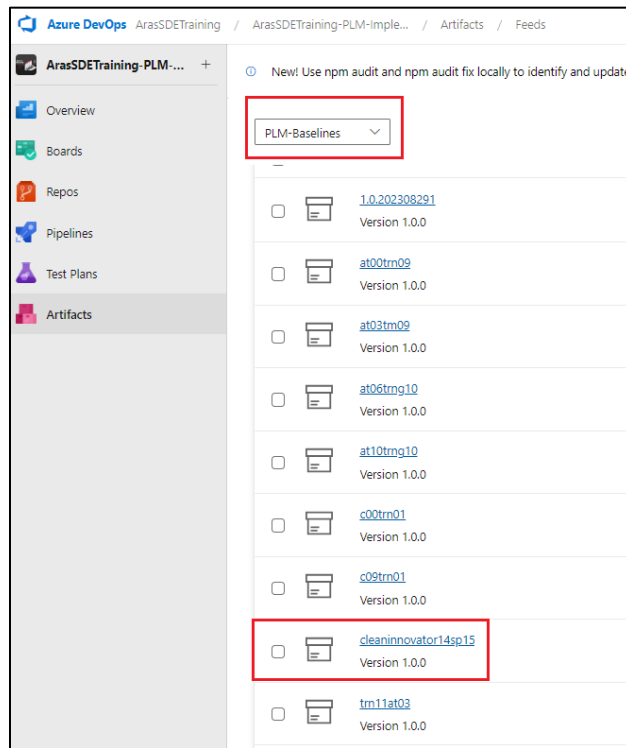 Azure DevOps ArasSDETraining / ArasSDETraining-PLM-Imple... / Artifacts / Feeds
ArasSDETraining-PLM-... +
New! Use npm audit and npm audit fix locally to identify and update
Overview
Boards
Repos
Pipelines
Test Plans
Artifacts
PLM-Baselines
1.0.202308291
Version 1.0.0
at00trn09
Version 1.0.0
at03tm09
Version 1.0.0
at06trng10
Version 1.0.0
at10trng10
Version 1.0.0
c00trn01
Version 1.0.0
c09trn01
Version 1.0.0
cleaninnovator14sp15
Version 1.0.0
trn11at03
Version 1.0.0